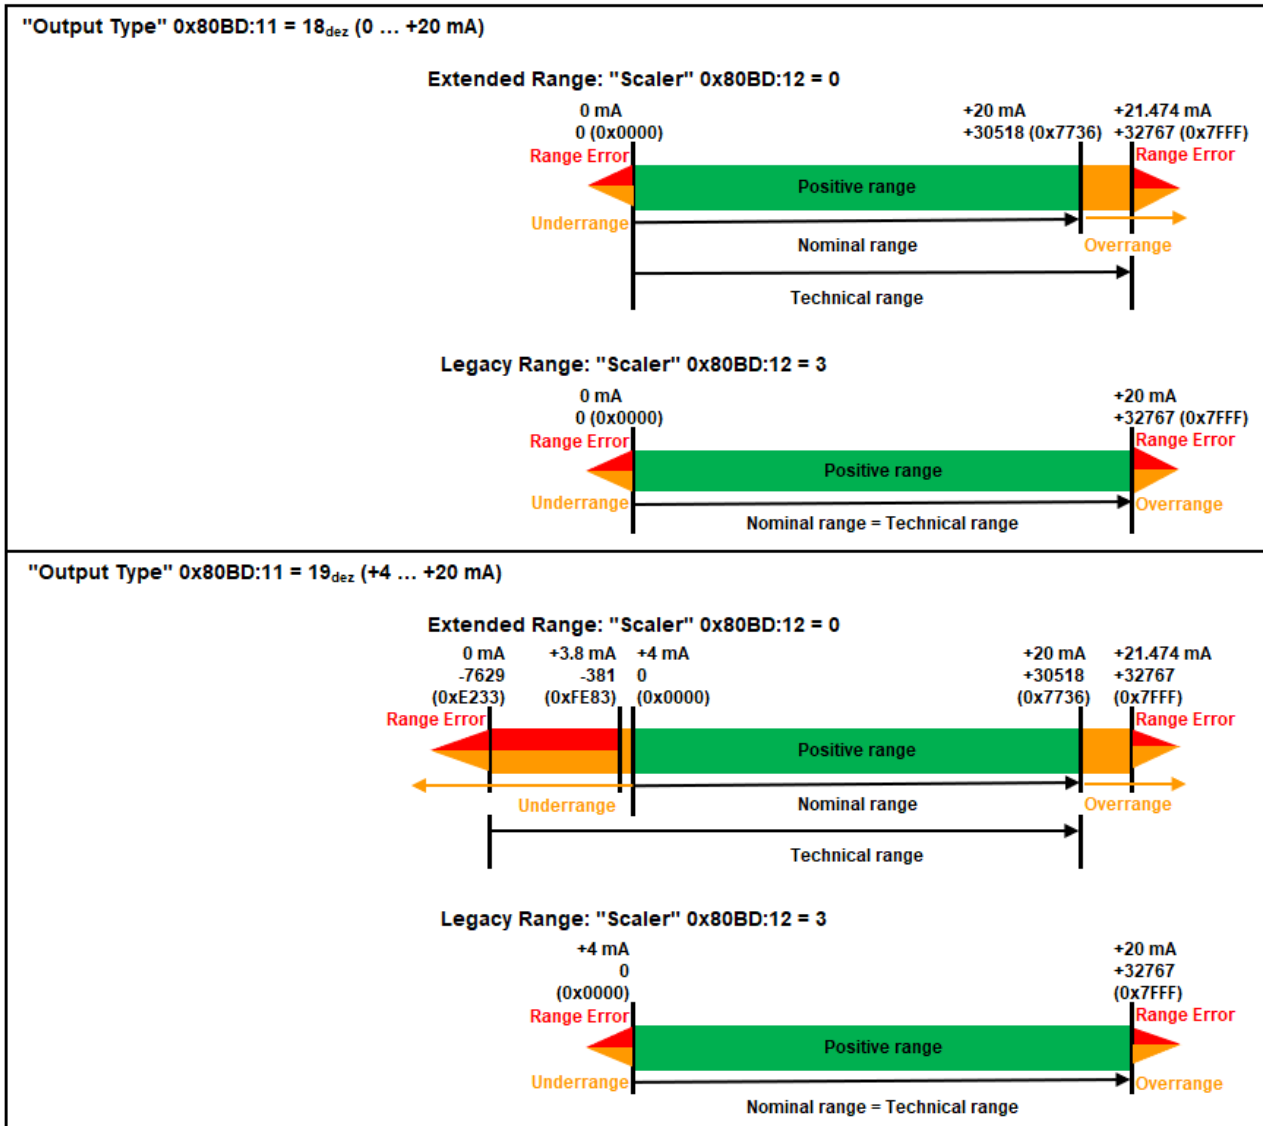 "Output Type" 0x80BD:11 = 18dez (0 … +20 mA)
Extended Range: "Scaler" 0x80BD:12 = 0
0 mA +20 mA +21.474 mA
0 (0x0000) +30518 (0x7736) +32767 (0x7FFF)
Range Error Range Error
Positive range
Underrange Nominal range Overrange
Technical range
Legacy Range: "Scaler" 0x80BD:12 = 3
0 mA +20 mA
0 (0x0000) +32767 (0x7FFF)
Range Error Range Error
Positive range
Underrange Overrange
Nominal range = Technical range
"Output Type" 0x80BD:11 = 19dez (+4 … +20 mA)
Extended Range: "Scaler" 0x80BD:12 = 0
0 mA +3.8 mA +4 mA +20 mA +21.474 mA
-7629 -381 0 +30518 +32767
(0xE233) (0xFE83) (0x0000) (0x7736) (0x7FFF)
Range Error Range Error
Positive range
Underrange Nominal range Overrange
Technical range
Legacy Range: "Scaler" 0x80BD:12 = 3
+4 mA +20 mA
0 +32767
(0x0000) (0x7FFF)
Range Error Range Error
Positive range
Underrange Overrange
Nominal range = Technical range